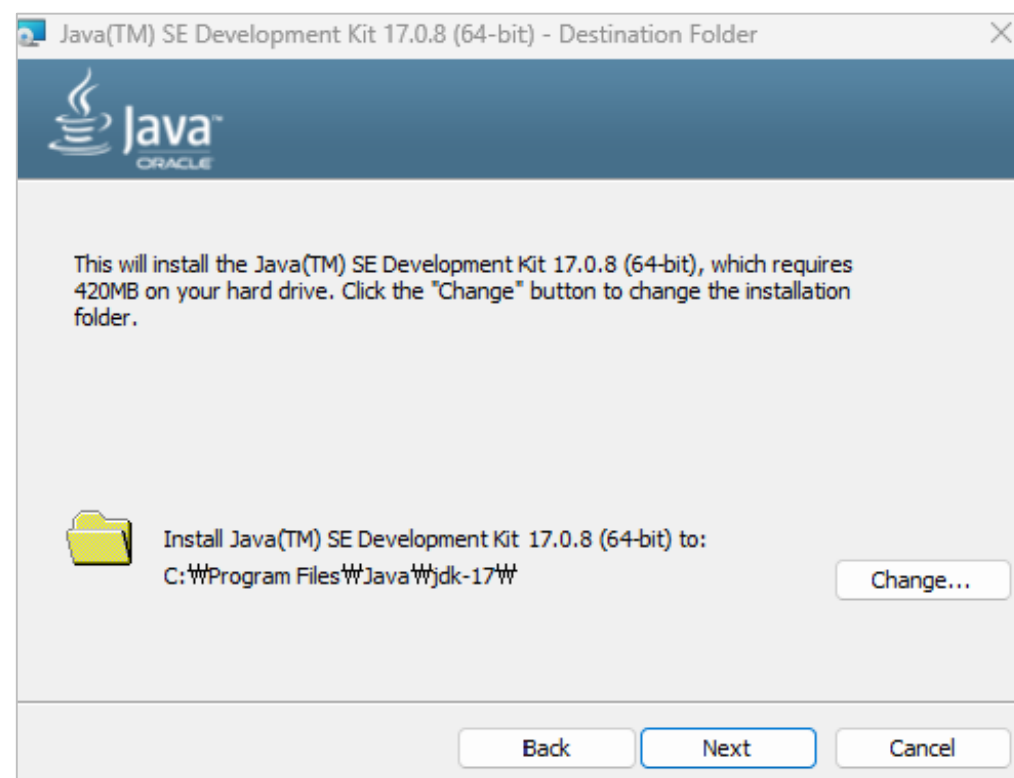 Java(TM) SE Development Kit 17.0.8 (64-bit) - Destination Folder
Java™
ORACLE
This will install the Java(TM) SE Development Kit 17.0.8 (64-bit), which requires
420MB on your hard drive. Click the "Change" button to change the installation
folder.
Install Java(TM) SE Development Kit 17.0.8 (64-bit) to:
C:₩Program Files₩Java₩jdk-17₩
Change...
Back
Next
Cancel